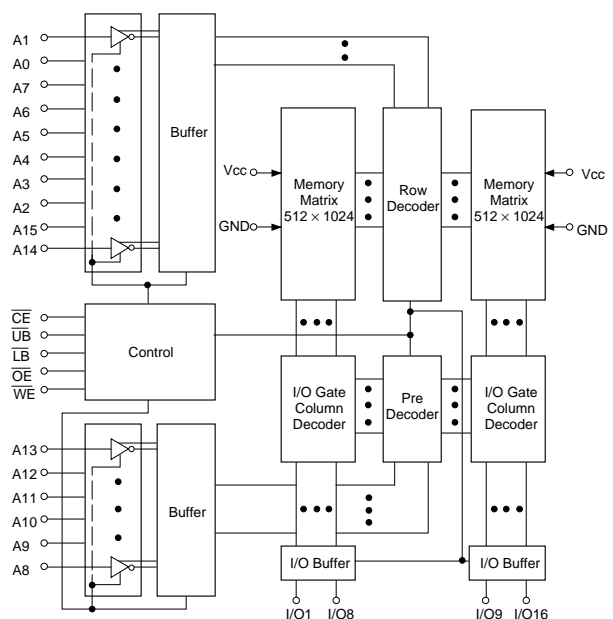 A1
A0
A7
A6
A5
A4
A3
A2
A15
A14
Buffer
Vcc
GND
Memory
Matrix
512 × 1024
Row
Decoder
Memory
Matrix
512 × 1024
Vcc
GND
CE
UB
LB
OE
WE
Control
I/O Gate
Column
Decoder
Pre
Decoder
I/O Gate
Column
Decoder
A13
A12
A11
A10
A9
A8
Buffer
I/O Buffer
I/O Buffer
I/O1
I/O8
I/O9
I/O16